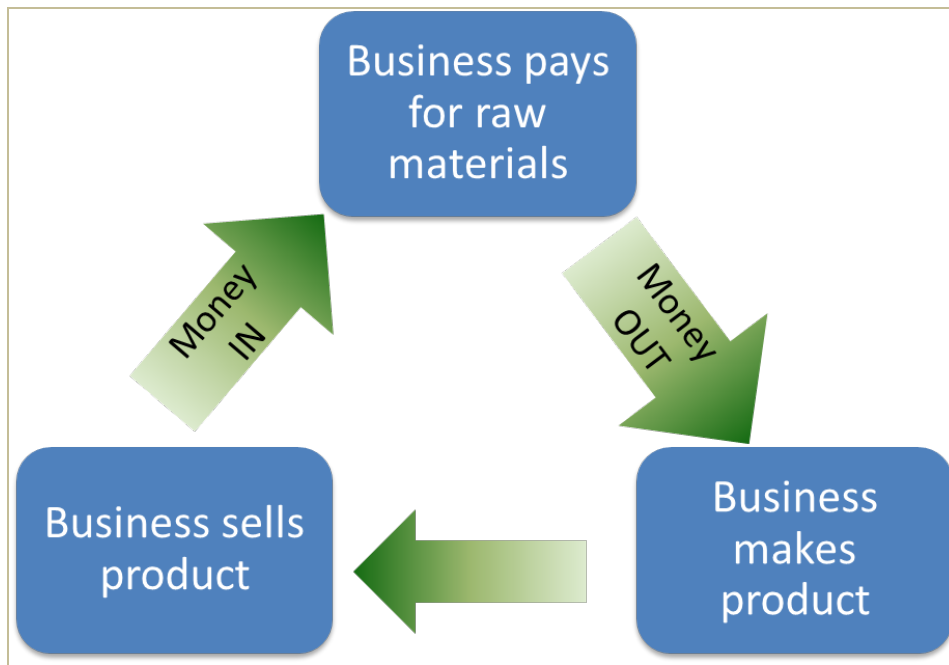 Business pays
for raw
materials
Money
OUT
Business
makes
product
Business sells
product
Money
IN